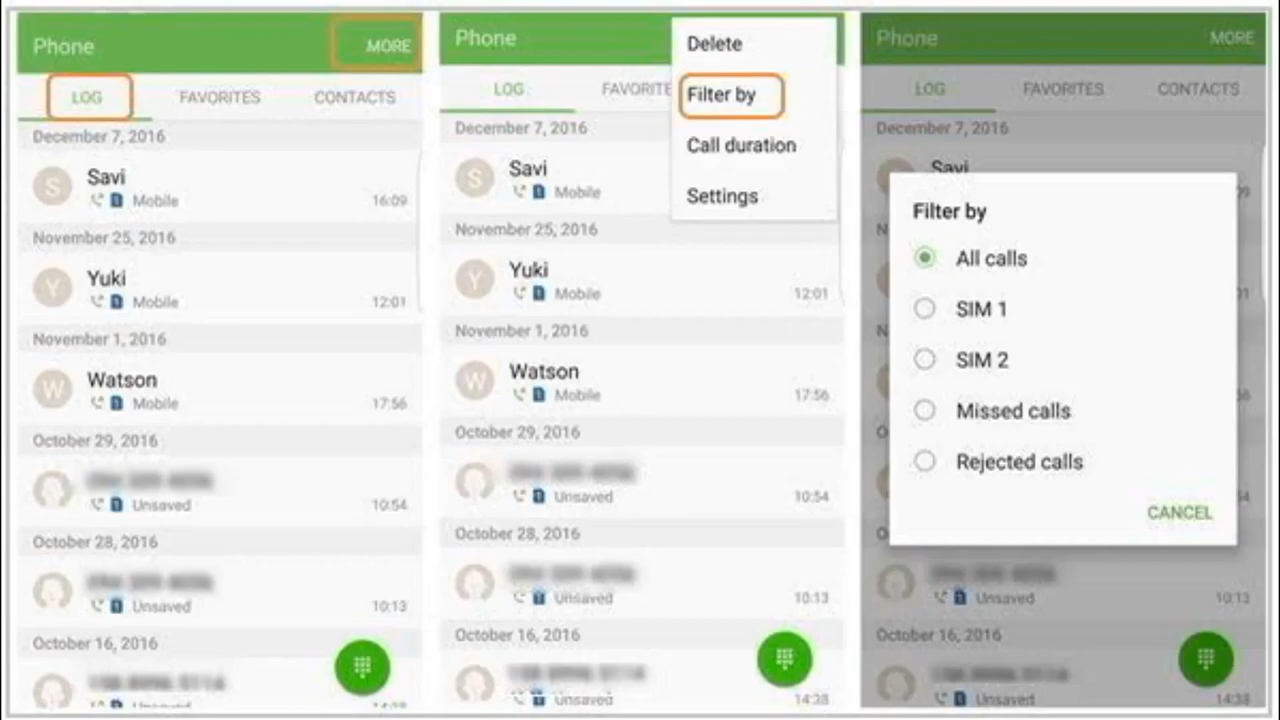 Phone MORE
LOG FAVORITES CONTACTS
December 7, 2016
S Savi
Mobile 16:09
November 25, 2016
Y Yuki
Mobile 12:01
November 1, 2016
W Watson
Mobile 17:56
October 29, 2016
Unsaved 10:54
October 28, 2016
Unsaved 10:13
October 16, 2016
Phone
LOG FAVORITE
Delete
Filter by
Call duration
Settings
December 7, 2016
S Savi
Mobile
November 25, 2016
Y Yuki
Mobile 12:01
November 1, 2016
W Watson
Mobile 17:56
October 29, 2016
Unsaved 10:54
October 28, 2016
Unsaved 10:13
October 16, 2016
Unsaved 14:38
Phone MORE
LOG FAVORITES CONTACTS
December 7, 2016
Savi
Filter by
All calls
SIM 1
SIM 2
Missed calls
Rejected calls
CANCEL
Unsaved 10:13
October 16, 2016
Unsaved 14:38